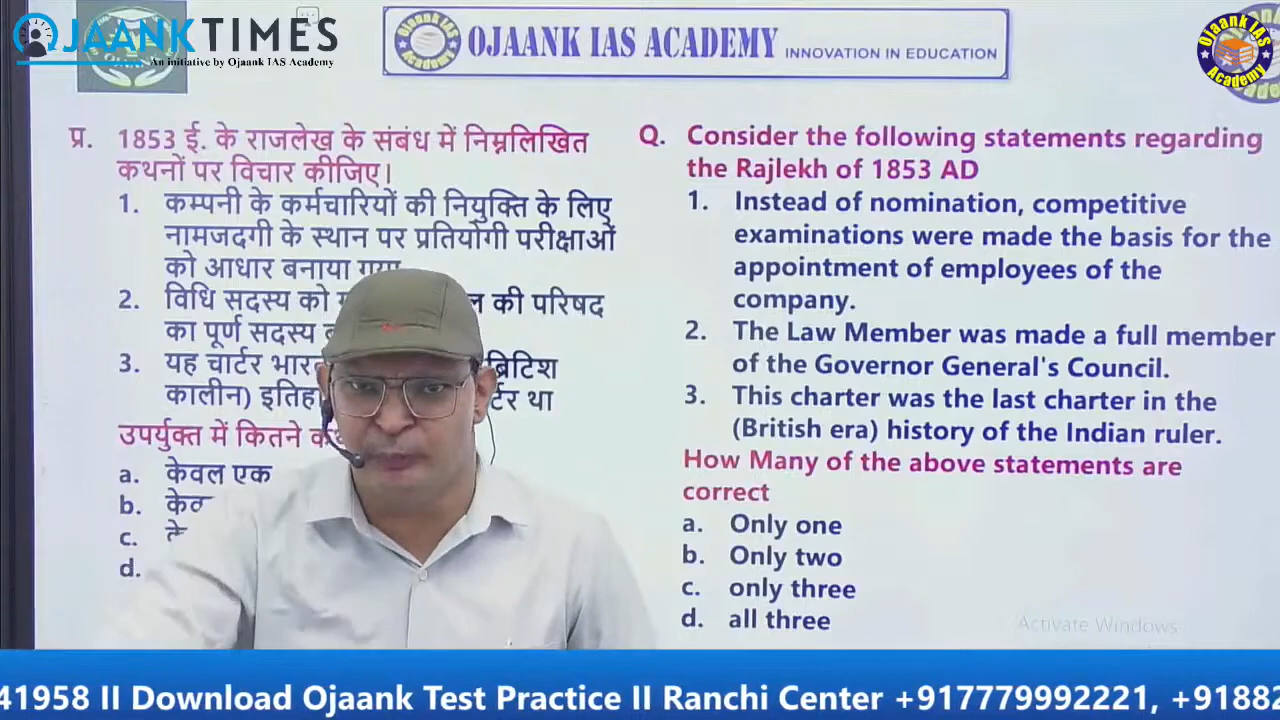 OJAANKTIMES
An initiative by Ojaank IAS Academy
OJAANK IAS ACADEMY INNOVATION IN EDUCATION
Ojaank IAS
Academy
प्र. 1853 ई. के राजलेख के संबंध में निम्नलिखित
कथनों पर विचार कीजिए।
1. कम्पनी के कर्मचारियों की नियुक्ति के लिए
नामजदगी के स्थान पर प्रतियोगी परीक्षाओं
को आधार बनाया गया
2. विधि सदस्य को की परिषद
का पूर्ण सदस्य
3. यह चार्टर ब्रिटिश
कालीन) था
उपर्युक्त में कितने
a. केवल एक
b.
c.
d.
Q. Consider the following statements regarding
the Rajlekh of 1853 AD
1. Instead of nomination, competitive
examinations were made the basis for the
appointment of employees of the
company.
2. The Law Member was made a full member
of the Governor General's Council.
3. This charter was the last charter in the
(British era) history of the Indian ruler.
How Many of the above statements are
correct
a. Only one
b. Only two
c. only three
d. all three
Activate Windows
41958 II Download Ojaank Test Practice II Ranchi Center +917779992221, +9188